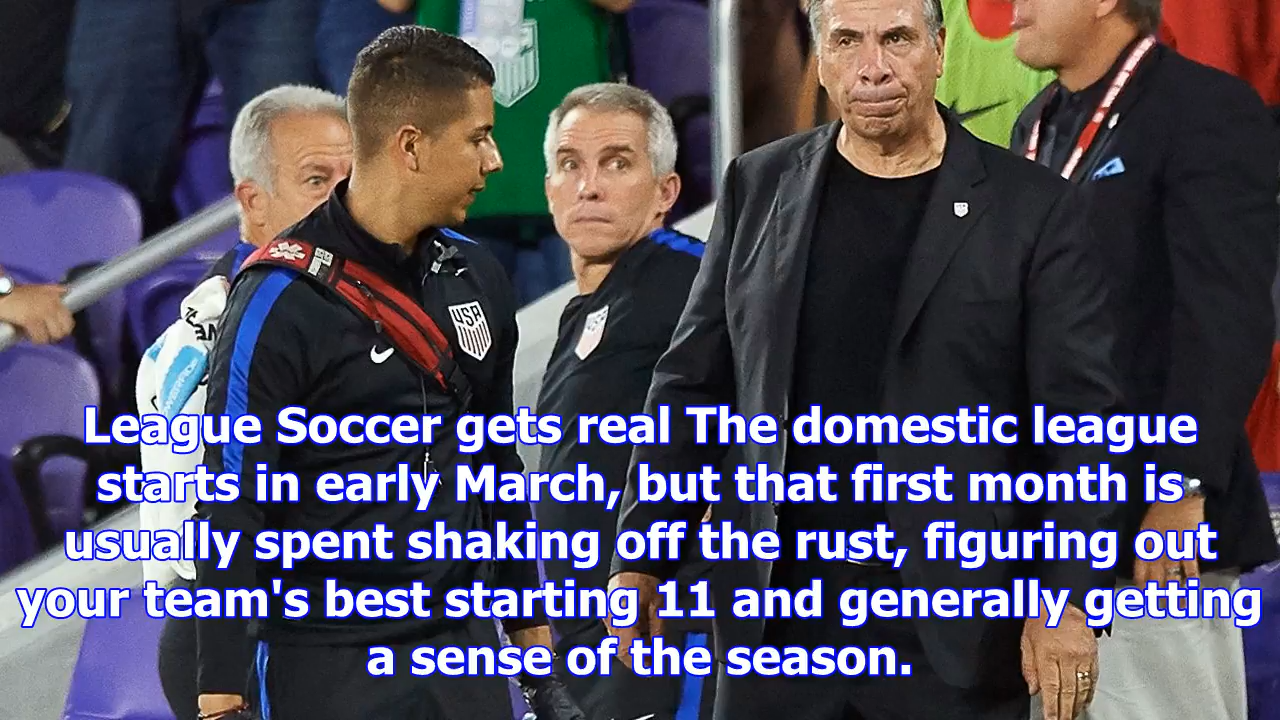 USA
League Soccer gets real The domestic league
starts in early March, but that first month is
usually spent shaking off the rust, figuring out
your team's best starting 11 and generally getting
a sense of the season.